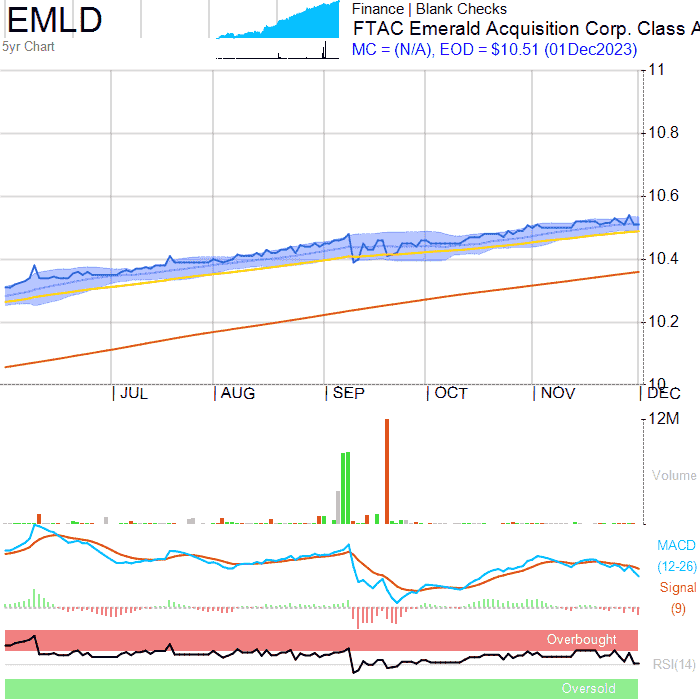 EMLD
5yr Chart
Finance | Blank Checks
FTAC Emerald Acquisition Corp. Class A
MC = (N/A), EOD = $10.51 (01Dec2023)
11
10.8
10.6
10.4
10.2
10
JUL
AUG
SEP
OCT
NOV
DEC
12M
Volume
MACD
(12-26)
Signal
(9)
Overbought
RSI(14)
Oversold